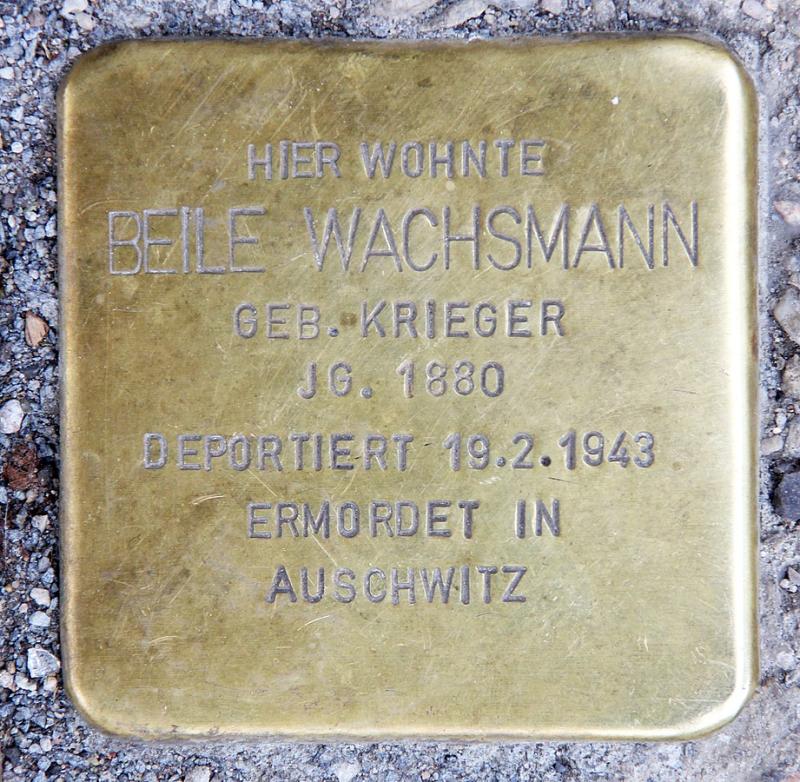 HIER WOHNTE
BEILE WACHSMANN
GEB. KRIEGER
JG. 1880
DEPORTIERT 19.2.1943
ERMORDET IN
AUSCHWITZ